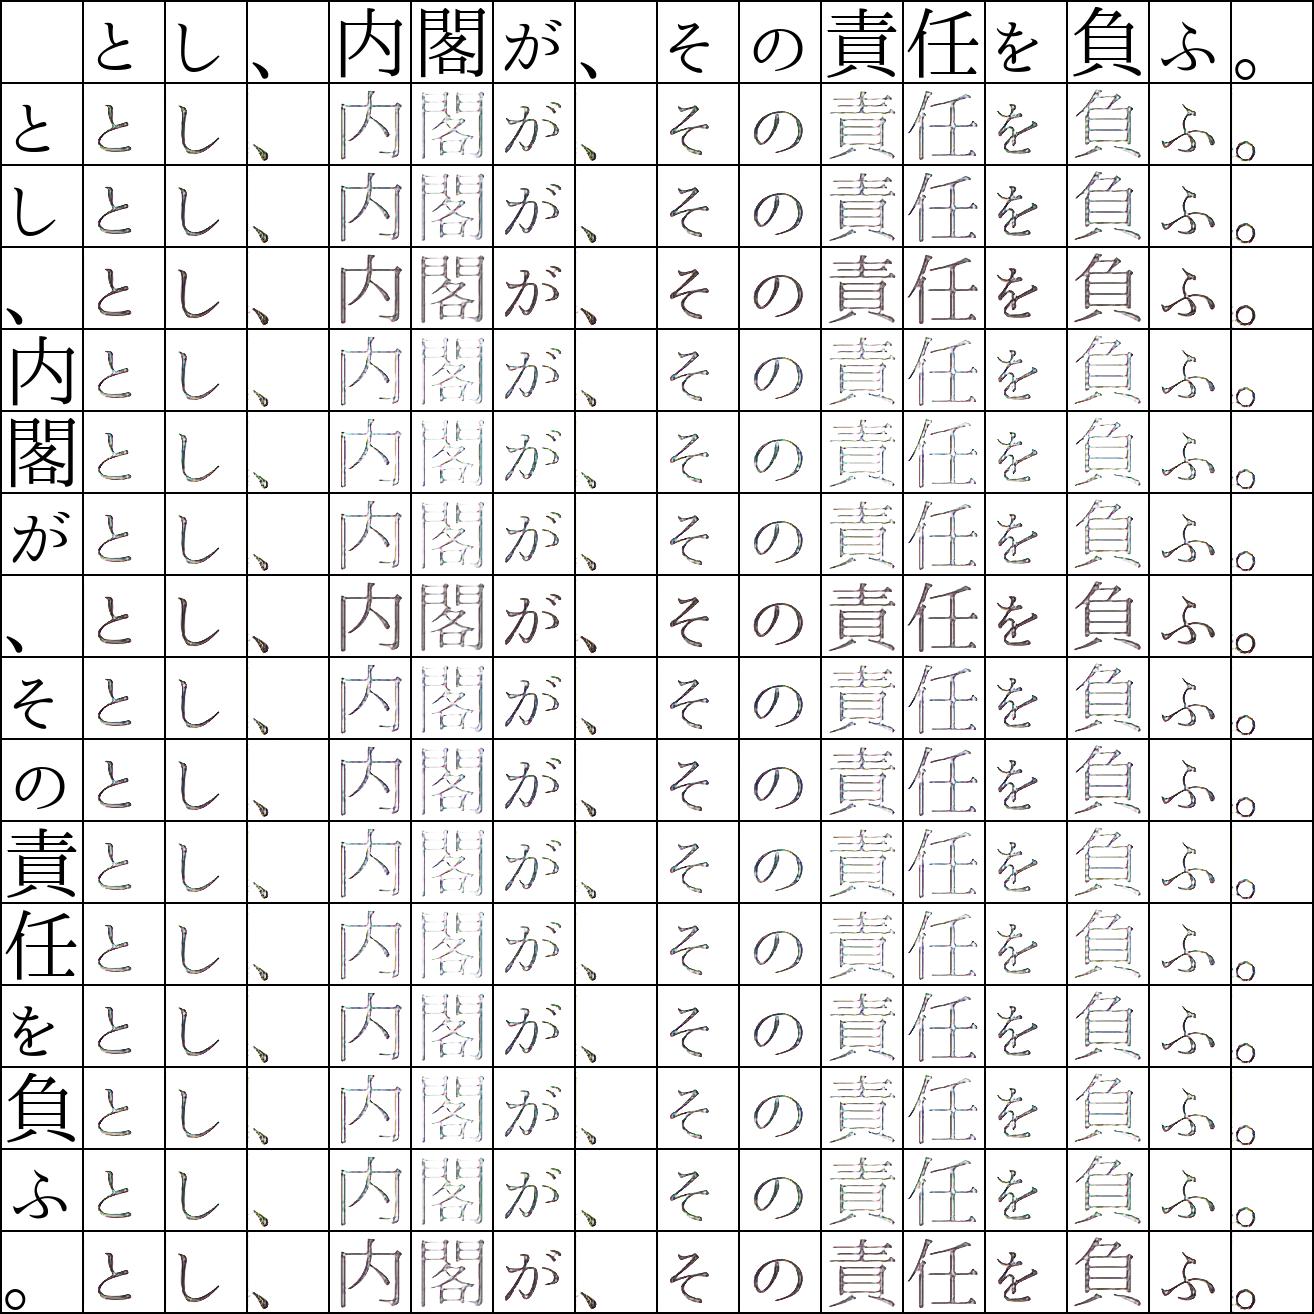 とし、内閣が、その責任を負ふ。
ととし、内閣が、その責任を負ふ。
しとし、内閣が、その責任を負ふ。
、とし、内閣が、その責任を負ふ。
内とし、内閣が、その責任を負ふ。
閣とし、内閣が、その責任を負ふ。
がとし、内閣が、その責任を負ふ。
、とし、内閣が、その責任を負ふ。
そとし、内閣が、その責任を負ふ。
のとし、内閣が、その責任を負ふ。
責とし、内閣が、その責任を負ふ。
任とし、内閣が、その責任を負ふ。
をとし、内閣が、その責任を負ふ。
負とし、内閣が、その責任を負ふ。
ふとし、内閣が、その責任を負ふ。
。とし、内閣が、その責任を負ふ。